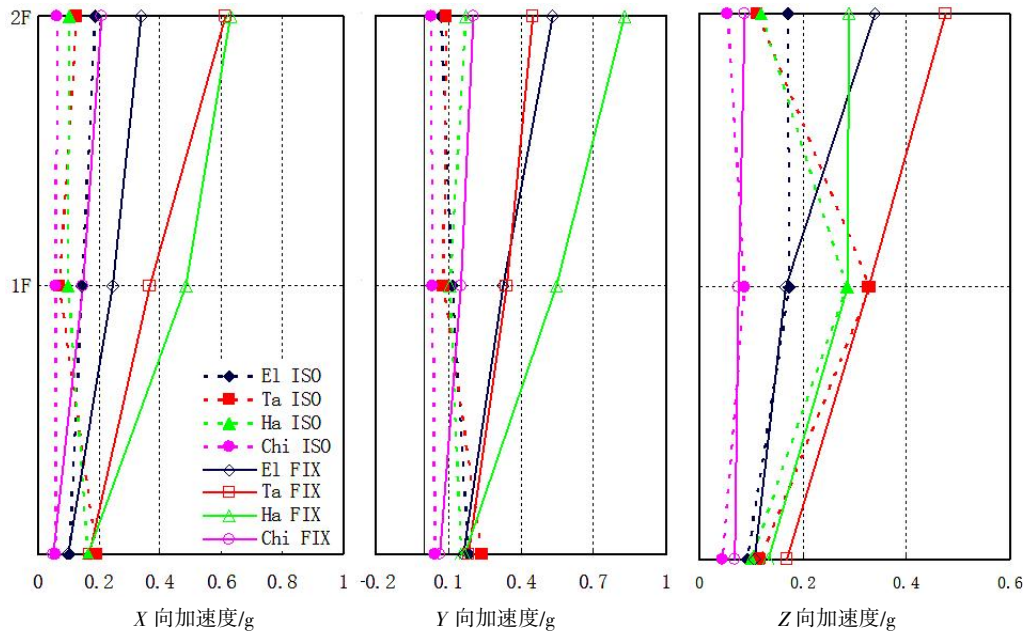 2F
1F
El ISO
Ta ISO
Ha ISO
Chi ISO
El FIX
Ta FIX
Ha FIX
Chi FIX
0 0.2 0.4 0.6 0.8 1
-0.2 0.1 0.4 0.7 1
0 0.2 0.4 0.6
X 向加速度/g
Y 向加速度/g
Z 向加速度/g